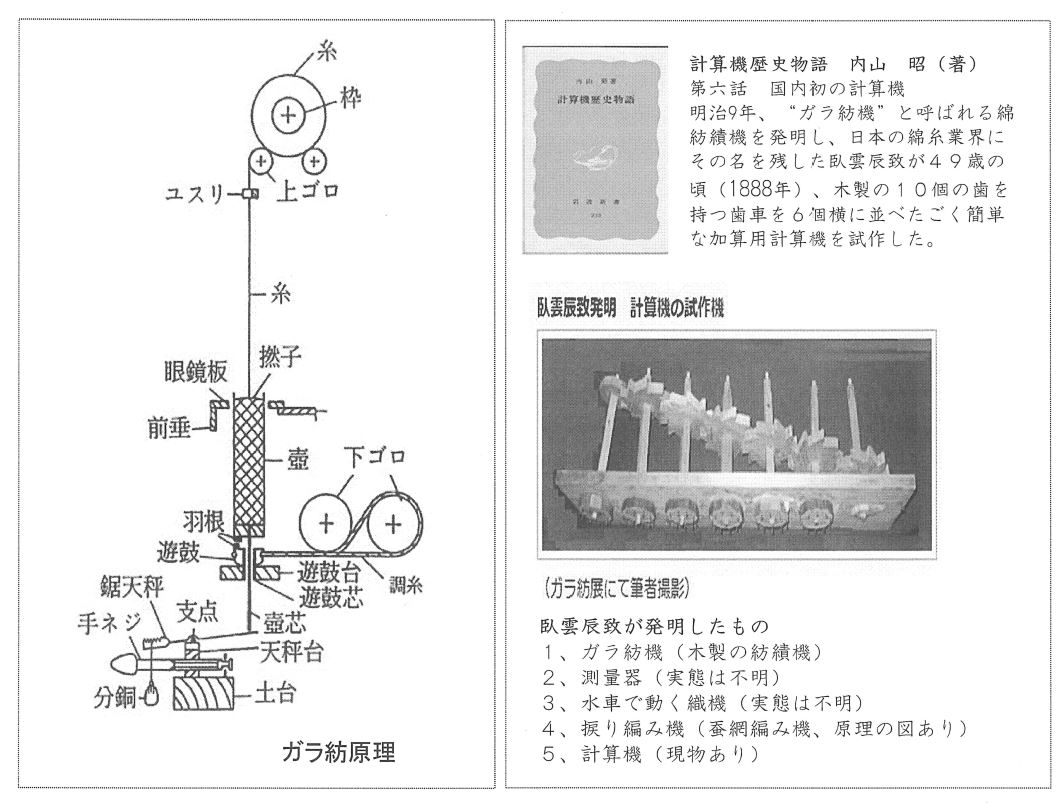 糸
枠
上ゴロ
ユスリ
糸
撚子
眼鏡板
前垂
壺
下ゴロ
羽根
遊鼓
遊鼓台
遊鼓芯
調糸
鋸天秤
支点
手ネジ
壺芯
天秤台
分銅
土台
ガラ紡原理
内山 昭著
計算機歴史物語
岩波新書
233
計算機歴史物語 内山 昭（著）
第六話 国内初の計算機
明治9年、“ガラ紡機”と呼ばれる綿
紡績機を発明し、日本の綿糸業界に
その名を残した臥雲辰致が４９歳の
頃（1888年）、木製の１０個の歯を
持つ歯車を６個横に並べたごく簡単
な加算用計算機を試作した。
臥雲辰致発明 計算機の試作機
（ガラ紡展にて筆者撮影）
臥雲辰致が発明したもの
１、ガラ紡機（木製の紡績機）
２、測量器（実態は不明）
３、水車で動く織機（実態は不明）
４、捩り編み機（蚕網編み機、原理の図あり）
５、計算機（現物あり）